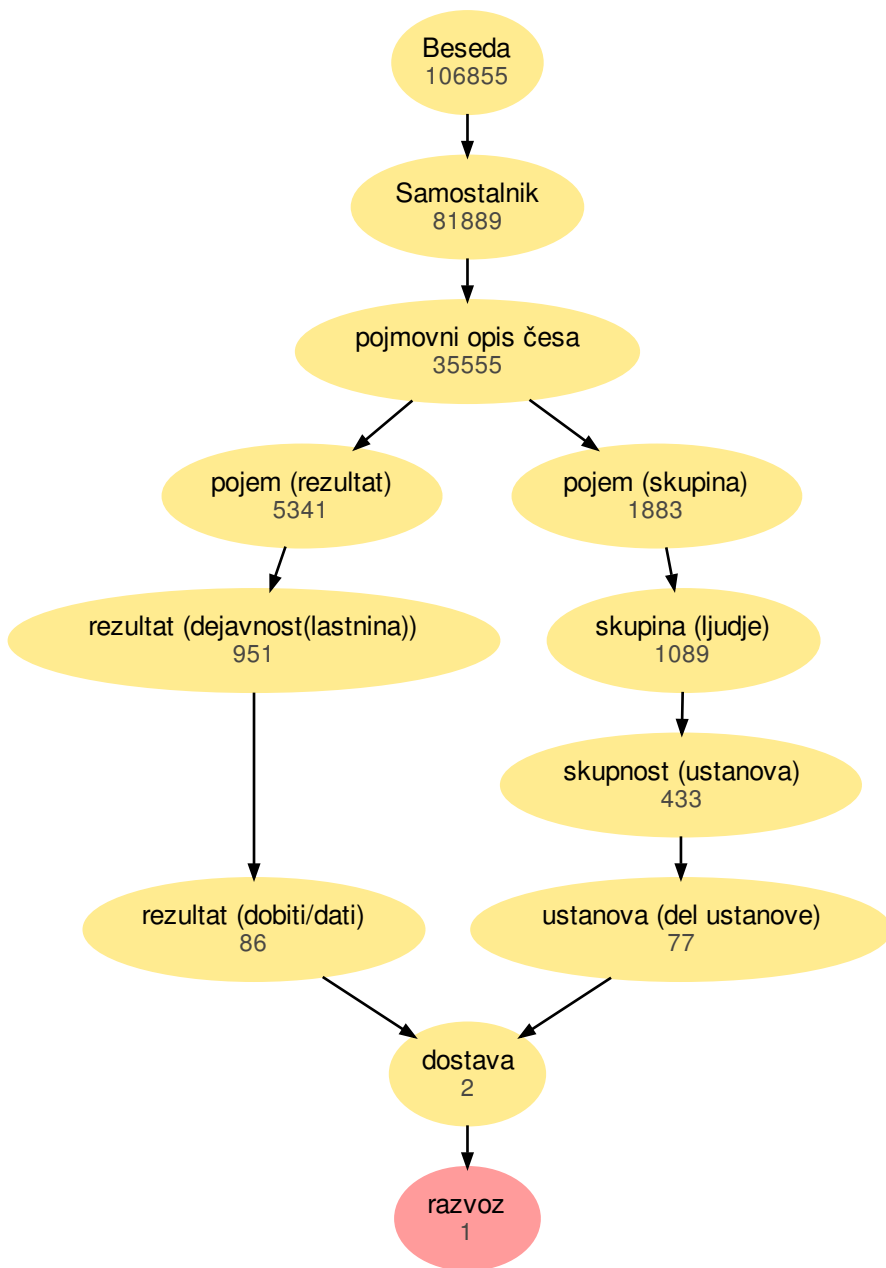 Beseda
106855
Samostalnik
81889
pojmovni opis česa
35555
pojem (rezultat)
5341
pojem (skupina)
1883
rezultat (dejavnost(lastnina))
951
skupina (ljudje)
1089
skupnost (ustanova)
433
rezultat (dobiti/dati)
86
ustanova (del ustanove)
77
dostava
2
razvoz
1